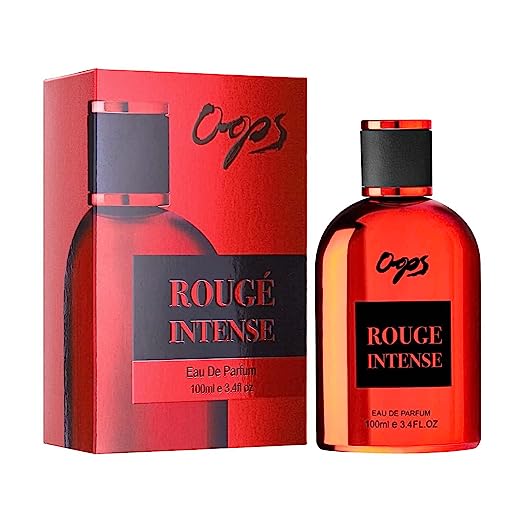 Oops
ROUGÉ
INTENSE
Eau De Parfum
100ml e 3.4fl oz
Oops
ROUGE
INTENSE
EAU DE PARFUM
100ml e 3.4FL.OZ